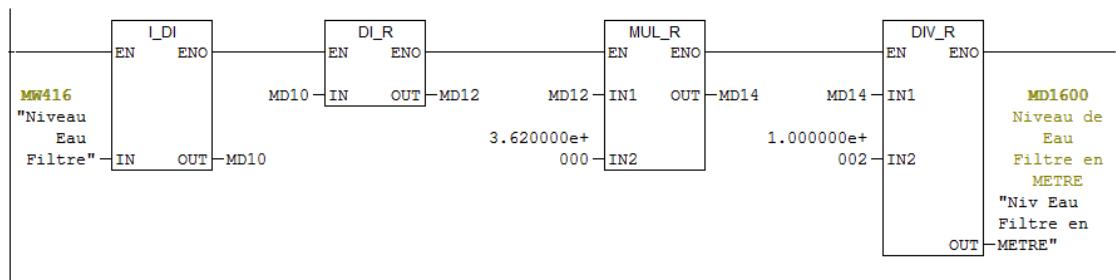 I_DI
DI_R
MUL_R
DIV_R
EN ENO
EN ENO
EN ENO
EN ENO
MW416
"Niveau
Eau
Filtre"
IN OUT
MD10
MD10
IN OUT
MD12
MD12
IN1 OUT
MD14
3.620000e+
000
IN2
MD14
IN1
1.000000e+
002
IN2
OUT
MD1600
Niveau de
Eau
Filtre en
METRE
"Niv Eau
Filtre en
METRE"